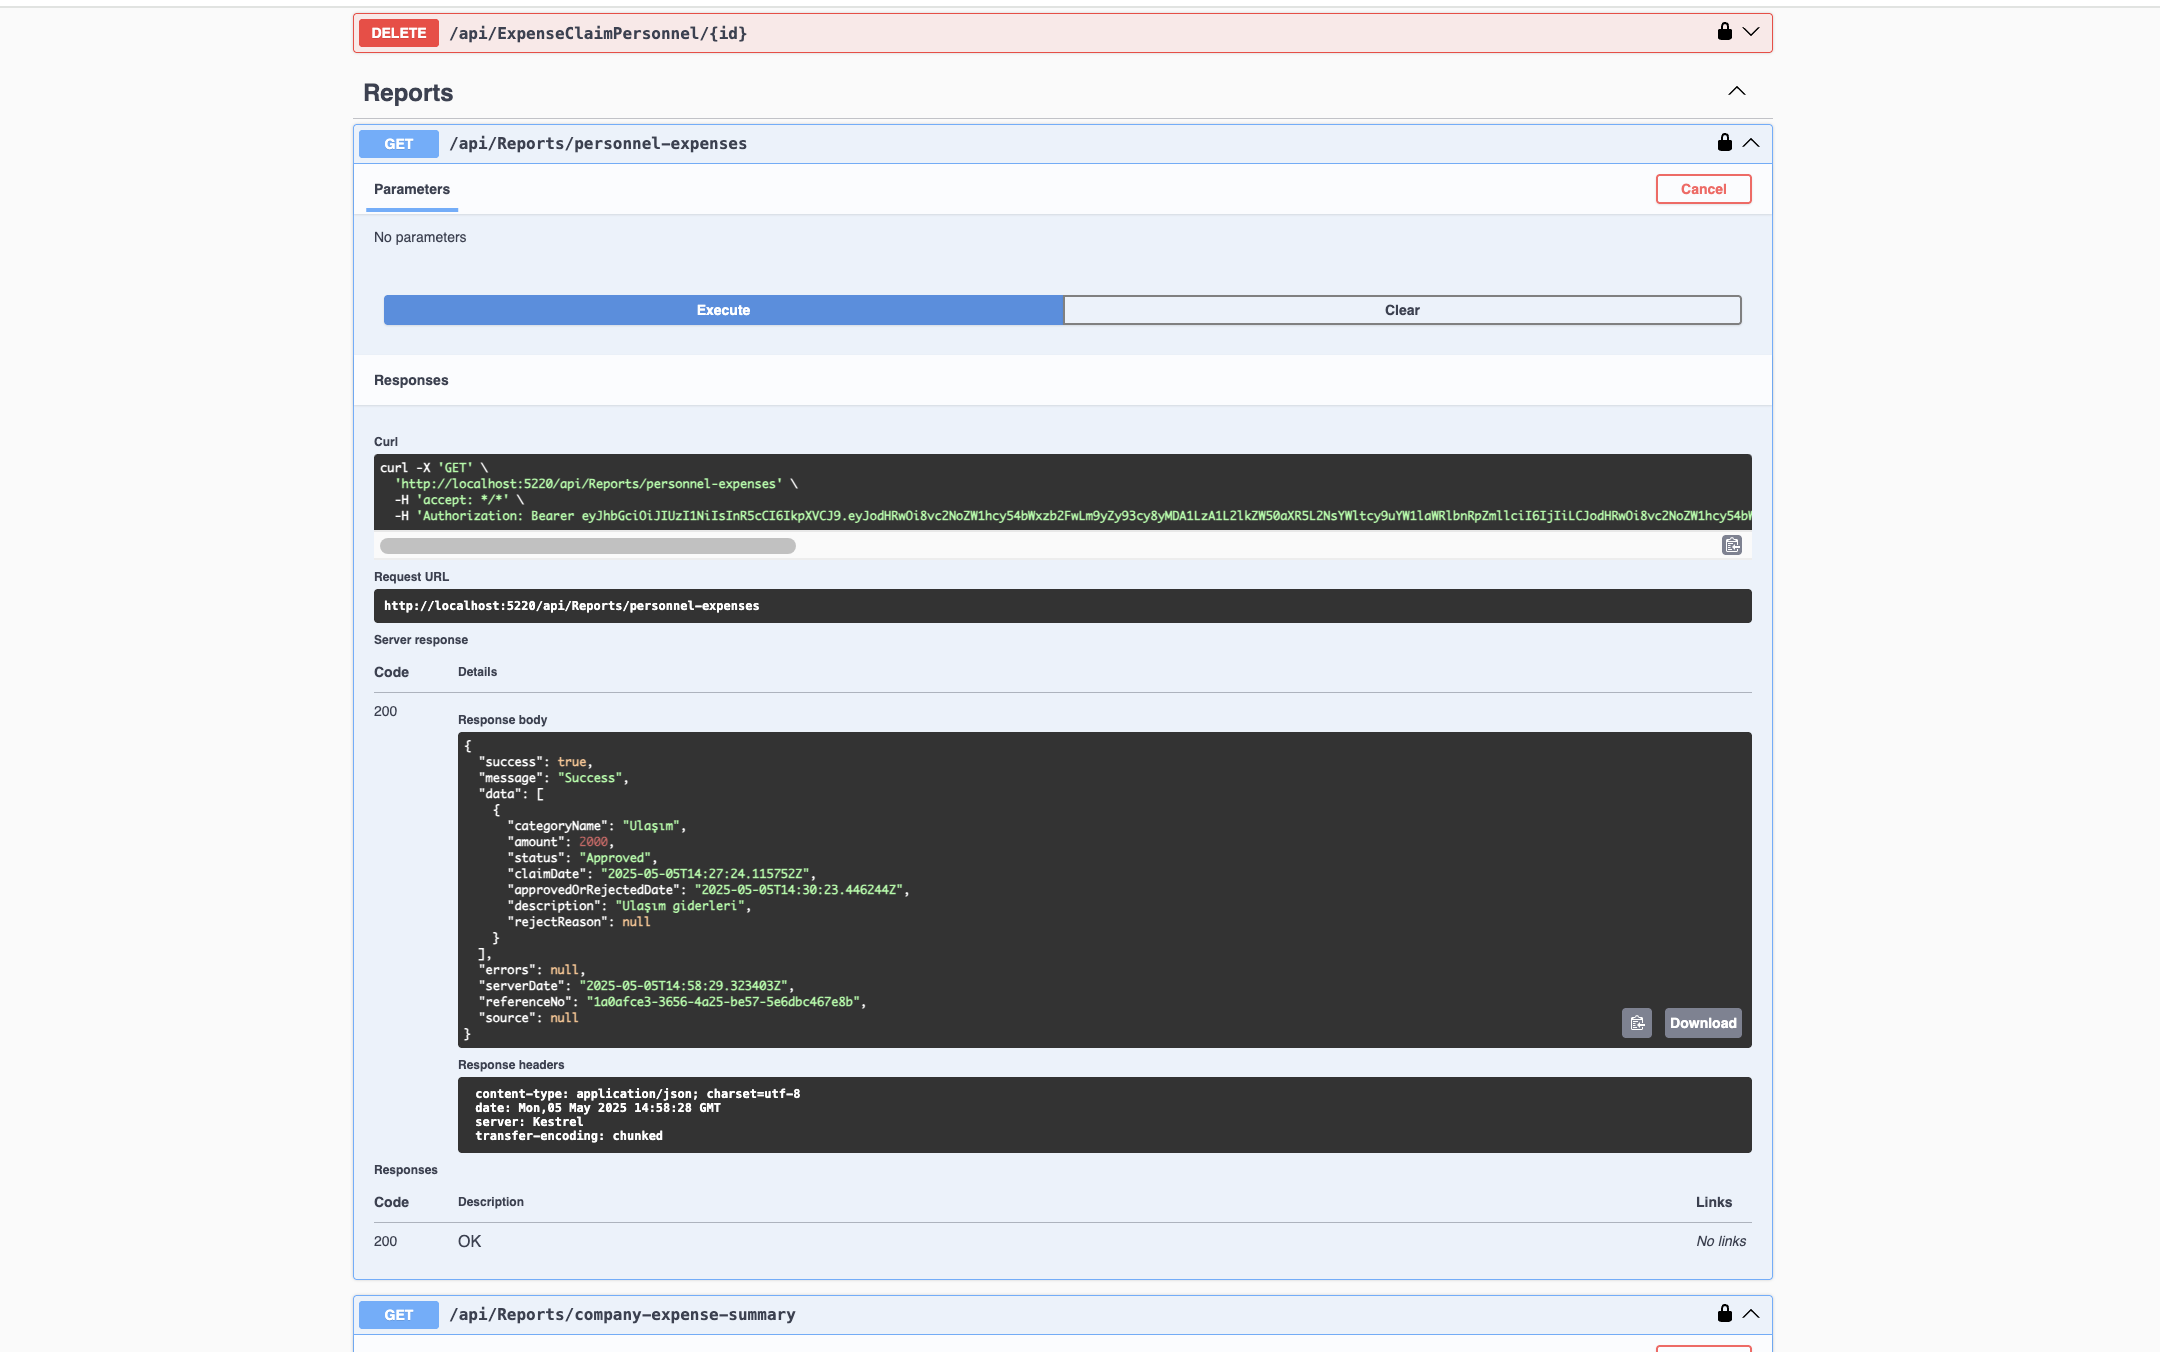 DELETE /api/ExpenseClaimPersonnel/{id}
Reports
GET /api/Reports/personnel-expenses
Parameters
Cancel
No parameters
Execute
Clear
Responses
Curl
curl -X 'GET' \
'http://localhost:5220/api/Reports/personnel-expenses' \
-H 'accept: */*' \
-H 'Authorization: Bearer
Request URL
http://localhost:5220/api/Reports/personnel-expenses
Server response
Code Details
200
Response body
{
"success": true,
"message": "Success",
"data": [
{
"categoryName": "Ulaşım",
"amount": 2000,
"status": "Approved",
"claimDate": "2025-05-05T14:27:24.115752Z",
"approvedOrRejectedDate": "2025-05-05T14:30:23.446244Z",
"description": "Ulaşım giderleri",
"rejectReason": null
}
],
"errors": null,
"serverDate": "2025-05-05T14:58:29.323403Z",
"referenceNo": "1a0afce3-3656-4a25-be57-5e6dbc467e8b",
"source": null
}
Download
Response headers
content-type: application/json; charset=utf-8
date: Mon,05 May 2025 14:58:28 GMT
server: Kestrel
transfer-encoding: chunked
Responses
Code Description Links
200 OK No links
GET /api/Reports/company-expense-summary